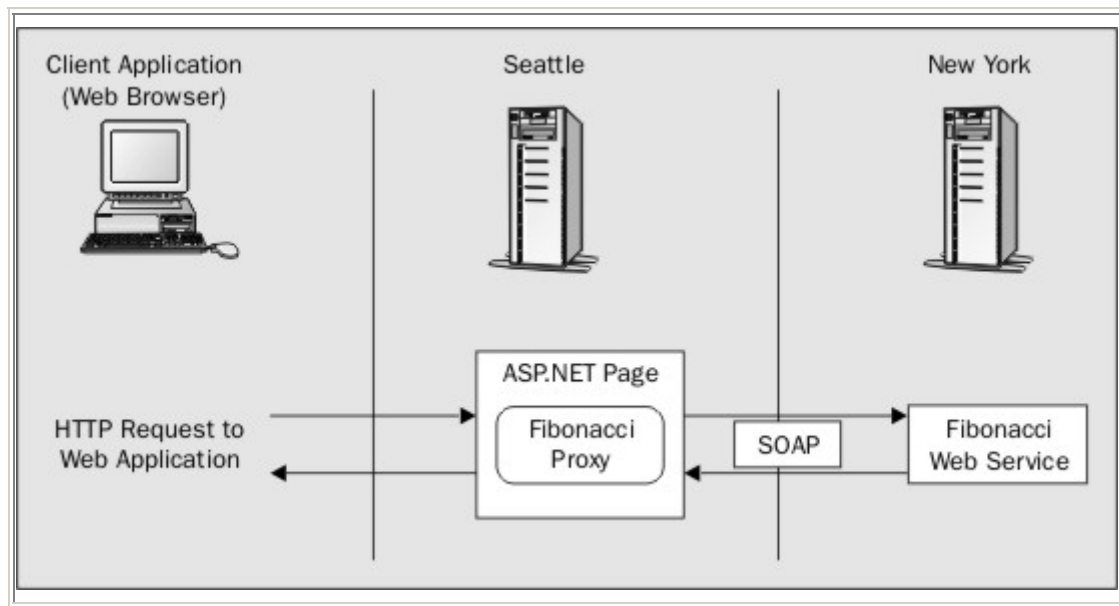 Client Application
(Web Browser)
Seattle
New York
HTTP Request to
Web Application
ASP.NET Page
Fibonacci
Proxy
SOAP
Fibonacci
Web Service